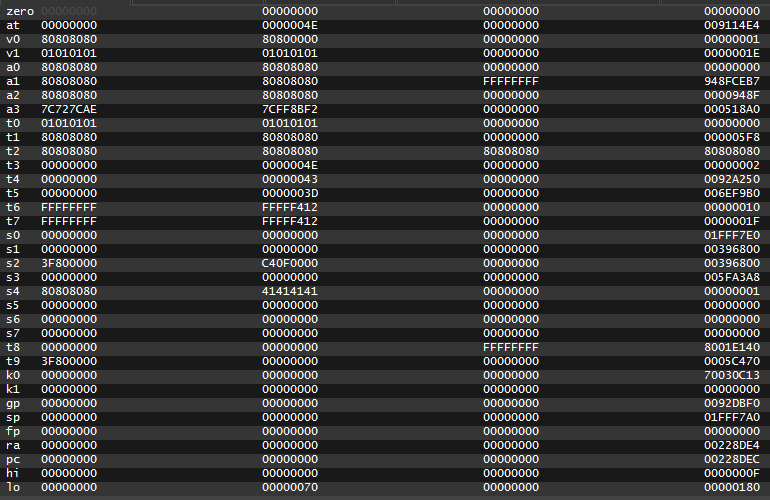 zero 00000000 00000000 00000000 00000000
at 00000000 0000004E 00000000 009114E4
v0 80808080 80800000 00000000 00000001
v1 01010101 01010101 00000000 0000001E
a0 80808080 80808080 00000000 00000000
a1 80808080 80808080 FFFFFFFF 948FCEB7
a2 80808080 80808080 00000000 0000948F
a3 7C727CAE 7CFF8BF2 00000000 000518A0
t0 01010101 01010101 00000000 00000000
t1 80808080 80808080 00000000 000005F8
t2 80808080 80808080 80808080 80808080
t3 00000000 0000004E 00000000 00000002
t4 00000000 00000043 00000000 0092A250
t5 00000000 0000003D 00000000 006EF9B0
t6 FFFFFFFF FFFFF412 00000000 00000010
t7 FFFFFFFF FFFFF412 00000000 0000001F
s0 00000000 00000000 00000000 01FFF7E0
s1 00000000 00000000 00000000 00396800
s2 3F800000 C40F0000 00000000 00396800
s3 00000000 00000000 00000000 005FA3A8
s4 80808080 41414141 00000000 00000001
s5 00000000 00000000 00000000 00000000
s6 00000000 00000000 00000000 00000000
s7 00000000 00000000 00000000 00000000
t8 00000000 00000000 FFFFFFFF 8001E140
t9 3F800000 00000000 00000000 0005C470
k0 00000000 00000000 00000000 70030C13
k1 00000000 00000000 00000000 00000000
gp 00000000 00000000 00000000 0092DBF0
sp 00000000 00000000 00000000 01FFF7A0
fp 00000000 00000000 00000000 00000000
ra 00000000 00000000 00000000 00228DE4
pc 00000000 00000000 00000000 00228DEC
hi 00000000 00000000 00000000 0000000F
lo 00000000 00000070 00000000 00000180